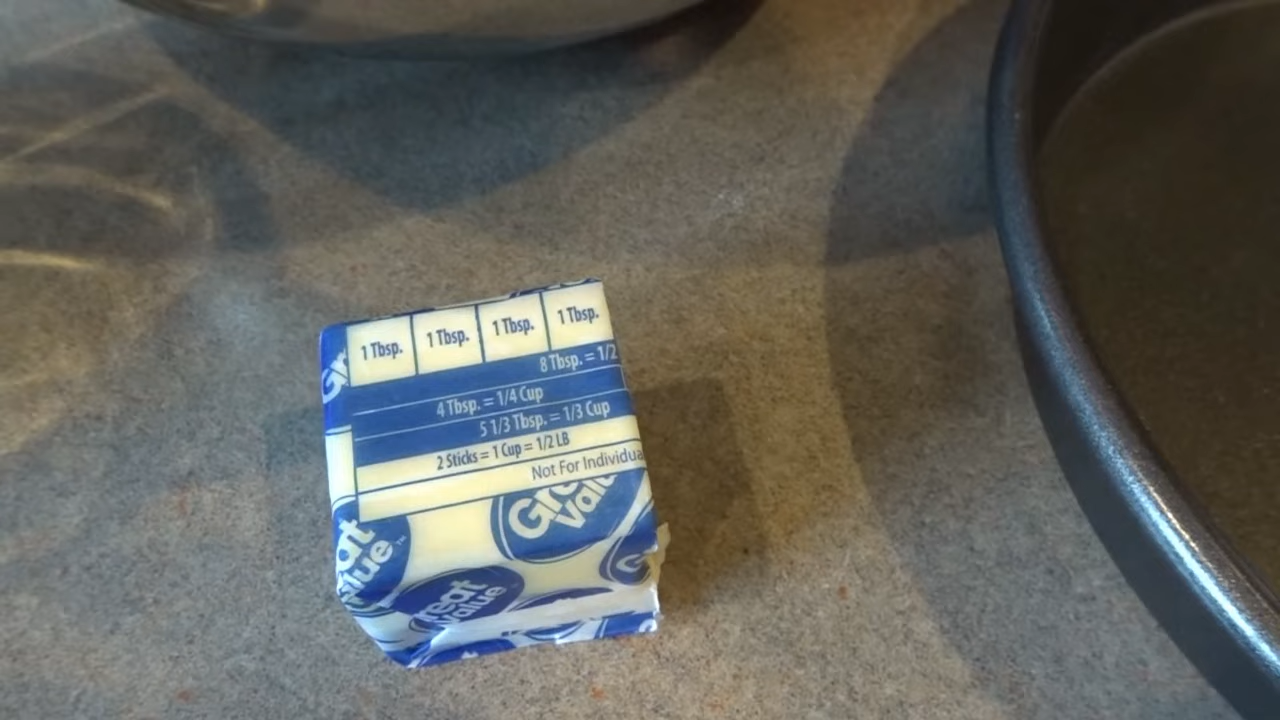 1 Tbsp. 1 Tbsp. 1 Tbsp. 1 Tbsp.
8 Tbsp. = 1/2
4 Tbsp. = 1/4 Cup
5 1/3 Tbsp. = 1/3 Cup
2 Sticks = 1 Cup = 1/2 LB
Not For Individua
Great
Value
Great
Value